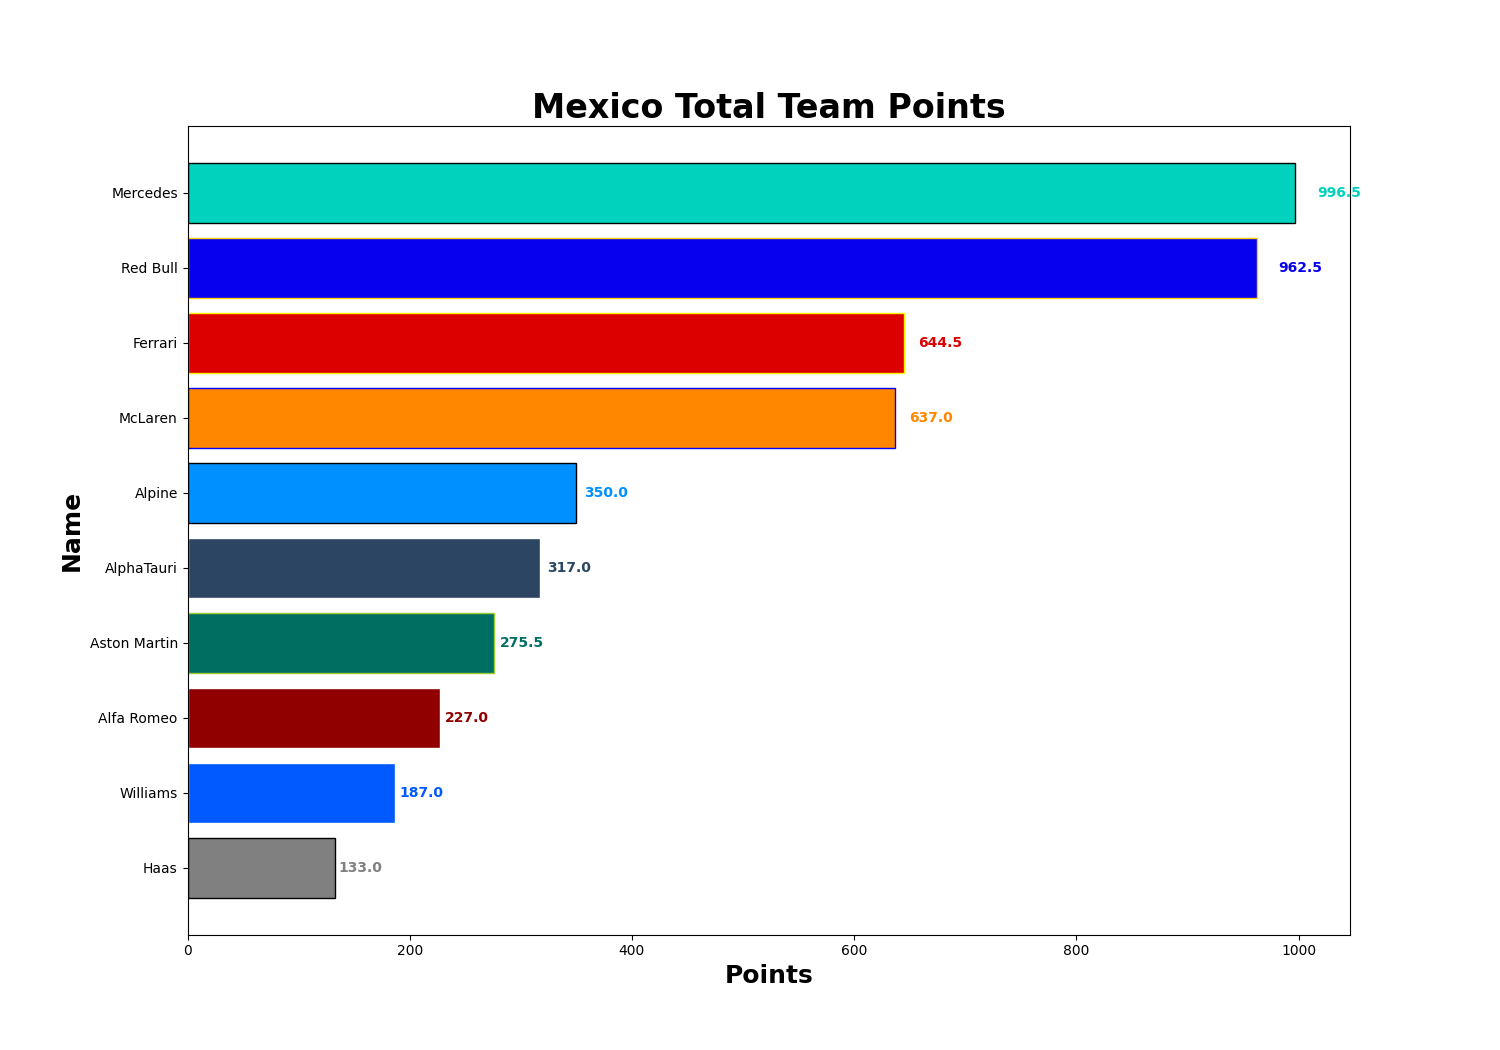 Mexico Total Team Points
Mercedes 996.5
Red Bull 962.5
Ferrari 644.5
McLaren 637.0
Alpine 350.0
Name
AlphaTauri 317.0
Aston Martin 275.5
Alfa Romeo 227.0
Williams 187.0
Haas 133.0
0 200 400 600 800 1000
Points